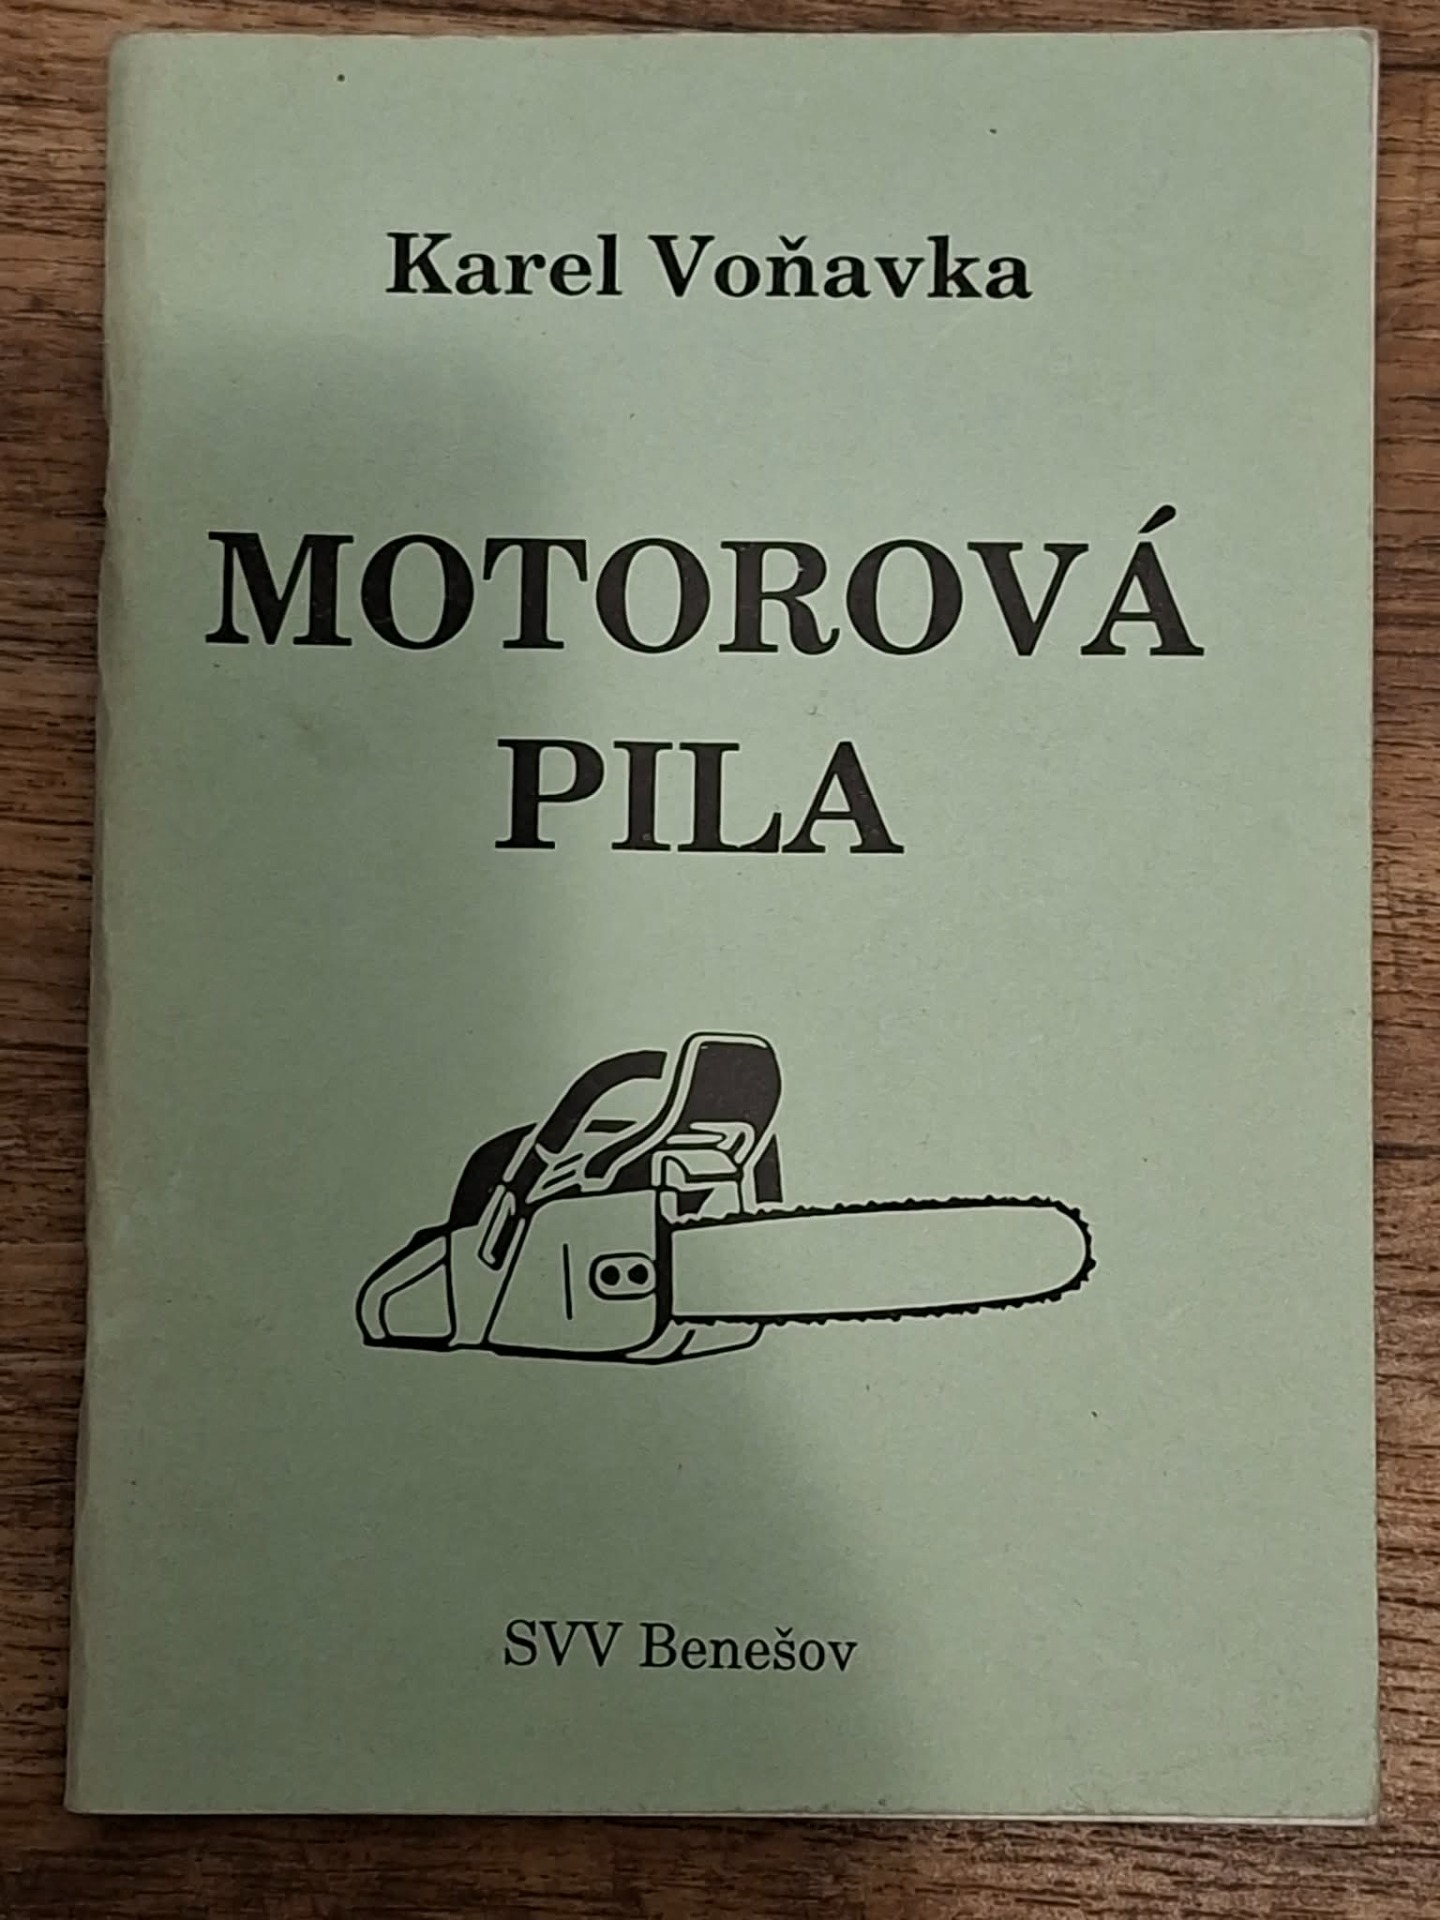 Karel Voňavka
MOTOROVÁ
PILA
SVV Benešov